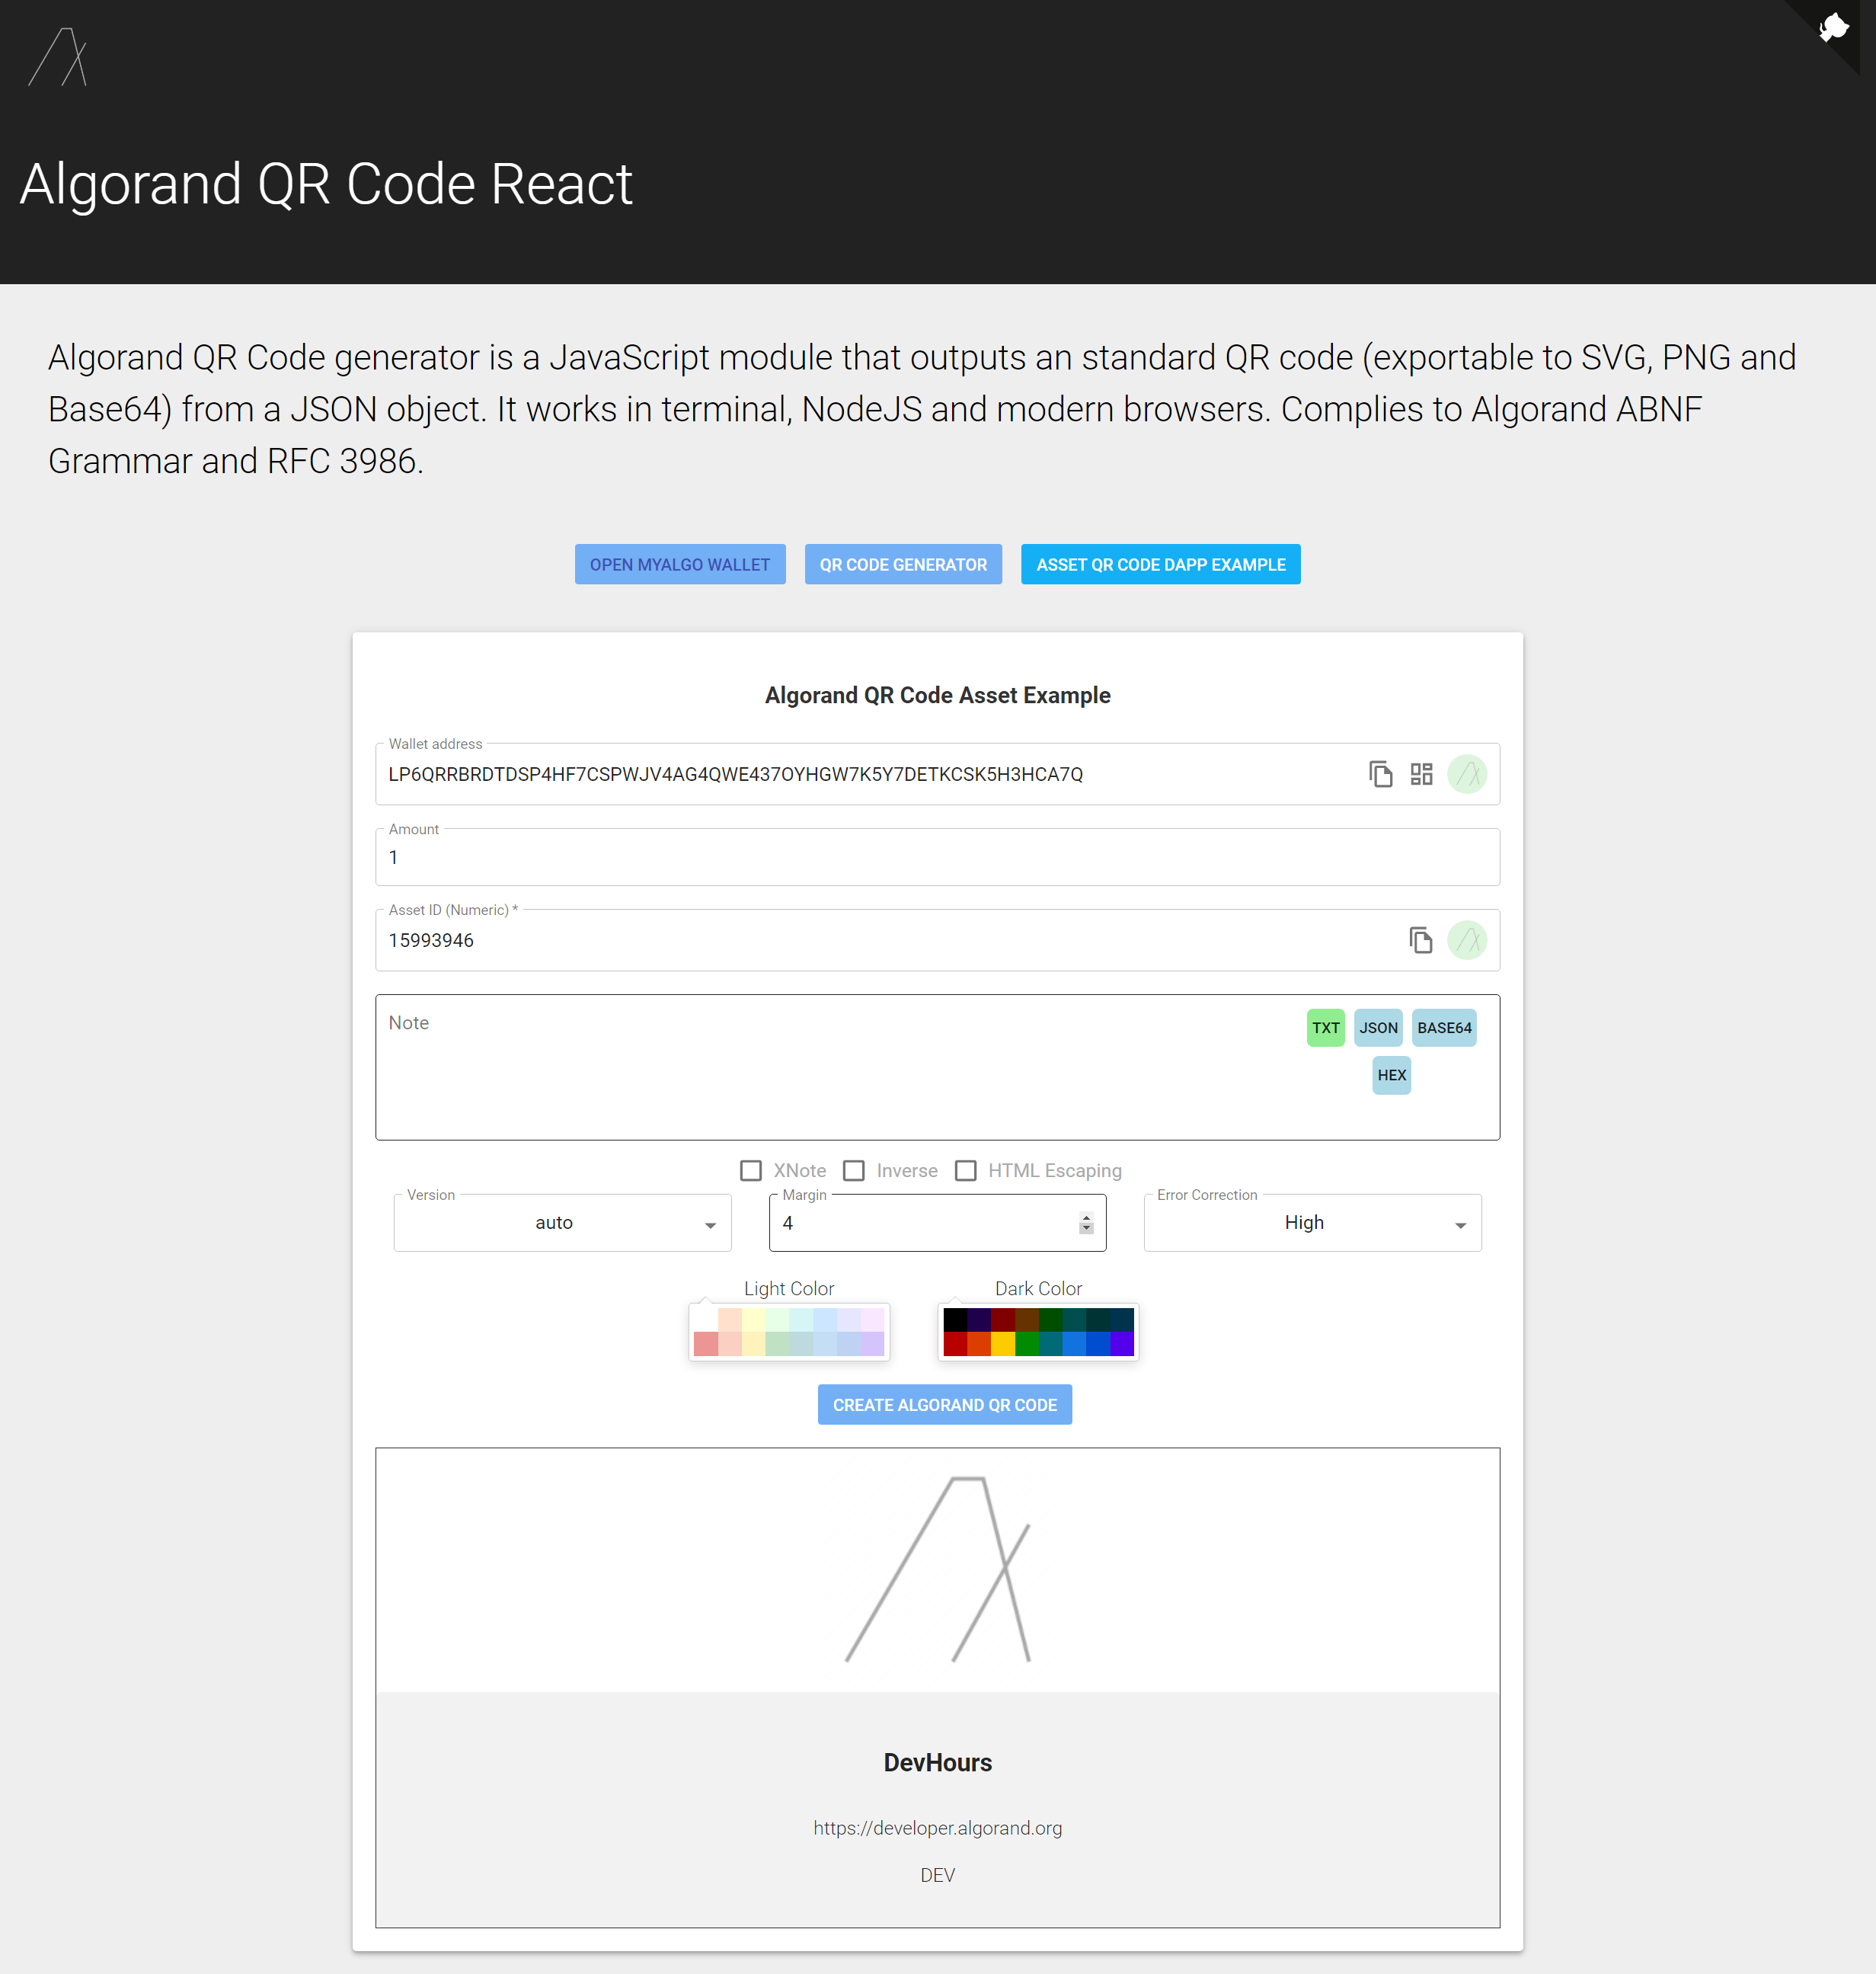 Algorand QR Code React
Algorand QR Code generator is a JavaScript module that outputs an standard QR code (exportable to SVG, PNG and
Base64) from a JSON object. It works in terminal, NodeJS and modern browsers. Complies to Algorand ABNF
Grammar and RFC 3986.
OPEN MYALGO WALLET QR CODE GENERATOR ASSET QR CODE DAPP EXAMPLE
Algorand QR Code Asset Example
Wallet address
LP6QRRBRDTDSP4HF7CSPWJV4AG4QWE437OYHGW7K5Y7DETKCSK5H3HCA7Q
Amount
1
Asset ID (Numeric) *
15993946
Note TXT JSON BASE64
HEX
XNote Inverse HTML Escaping
Version Margin Error Correction
auto 4 High
Light Color Dark Color
CREATE ALGORAND QR CODE
DevHours
https://developer.algorand.org
DEV